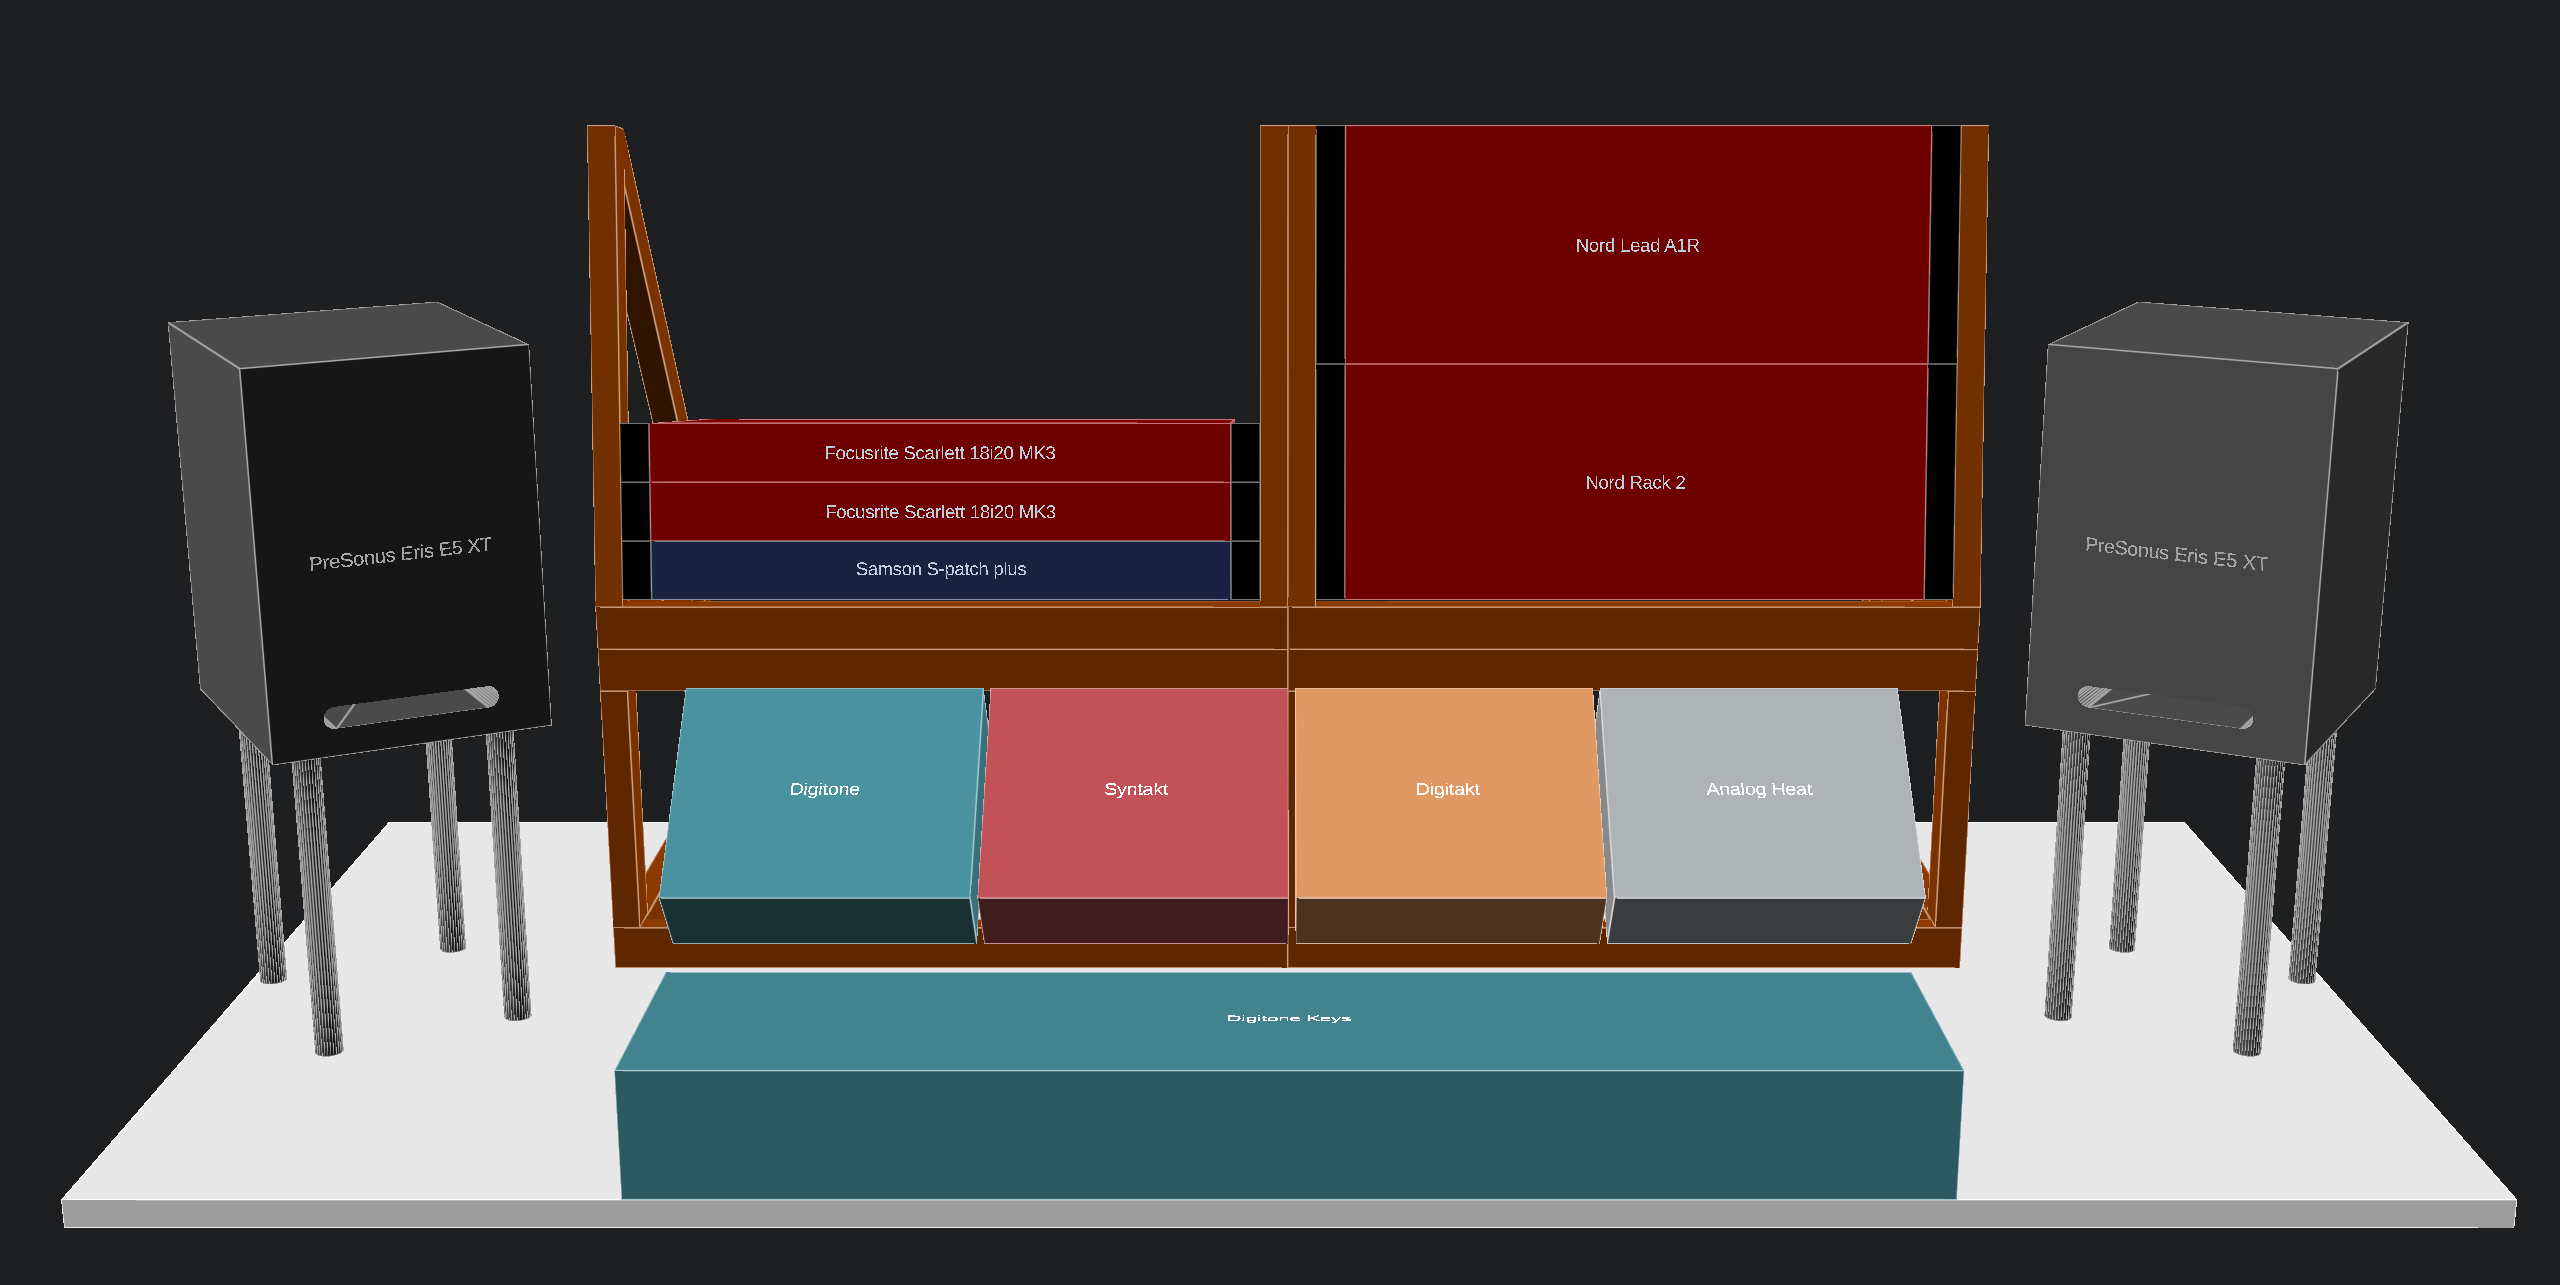 Nord Lead A1R
Focusrite Scarlett 18i20 MK3
Nord Rack 2
Focusrite Scarlett 18i20 MK3
PreSonus Eris E5 XT
Samson S-patch plus
PreSonus Eris E5 XT
Digitone
Syntakt
Digitakt
Analog Heat
Digitone Keys